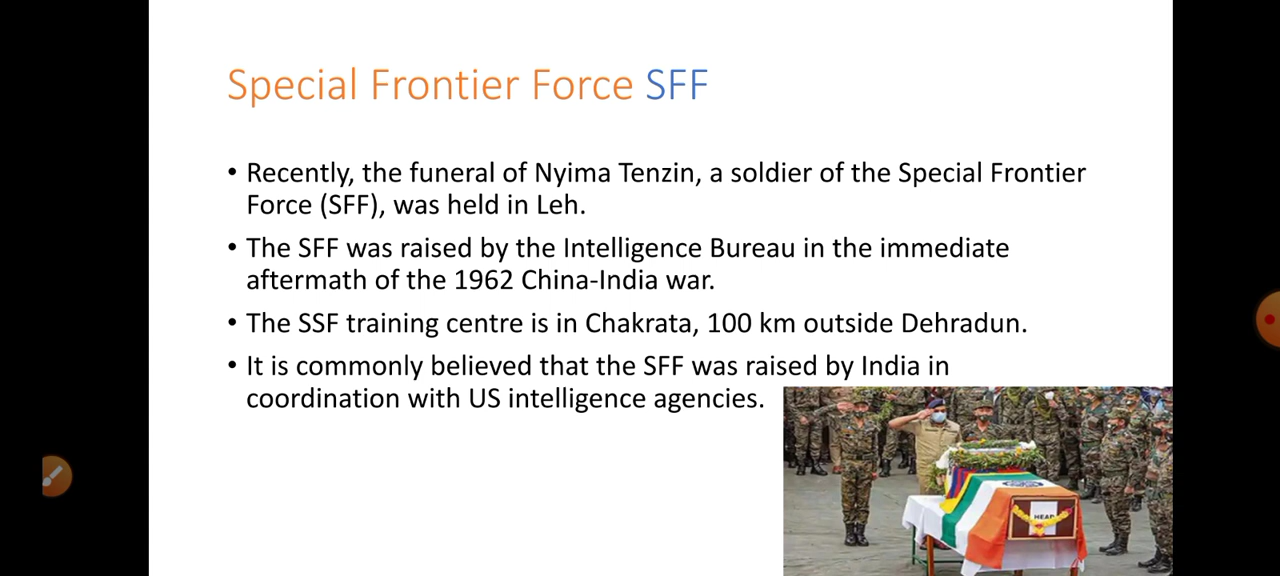 Special Frontier Force SFF
• Recently, the funeral of Nyima Tenzin, a soldier of the Special Frontier
Force (SFF), was held in Leh.
• The SFF was raised by the Intelligence Bureau in the immediate
aftermath of the 1962 China-India war.
• The SSF training centre is in Chakrata, 100 km outside Dehradun.
• It is commonly believed that the SFF was raised by India in
coordination with US intelligence agencies.
HEAD